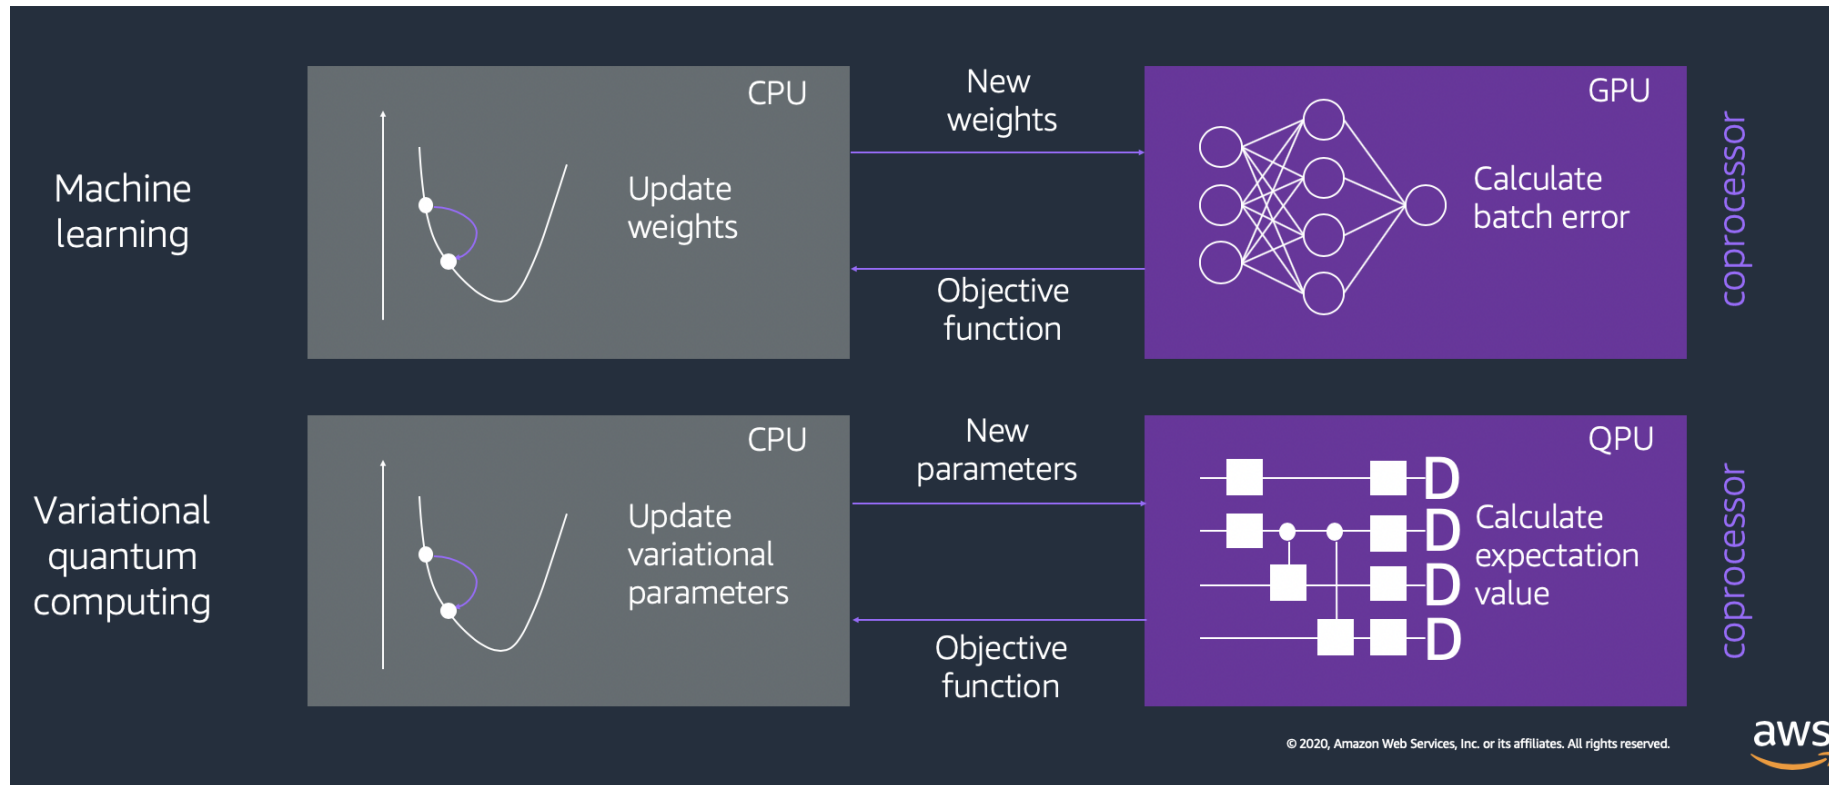 Machine
learning
CPU
Update
weights
New
weights
Objective
function
GPU
Calculate
batch error
coprocessor
Variational
quantum
computing
CPU
Update
variational
parameters
New
parameters
Objective
function
QPU
D
D
D
D
Calculate
expectation
value
coprocessor
© 2020, Amazon Web Services, Inc. or its affiliates. All rights reserved.
aws